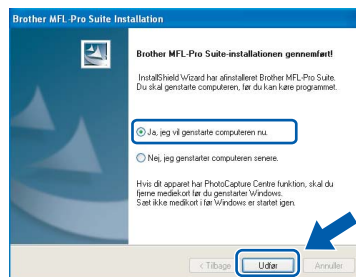 Brother MFL-Pro Suite Installation
Brother MFL-Pro Suite-installationen gennemført!
InstallShield Wizard har afinstalleret Brother MFL-Pro Suite.
Du skal genstarte computeren, før du kan køre programmet.
Ja, jeg vil genstarte computeren nu.
Nej, jeg genstarter computeren senere.
Hvis dit apparat har PhotoCapture Centre funktion, skal du
fjerne mediekort før du genstarter Windows.
Sæt ikke medikort i før Windows er startet igen.
< Tilbage Udfør Annuller